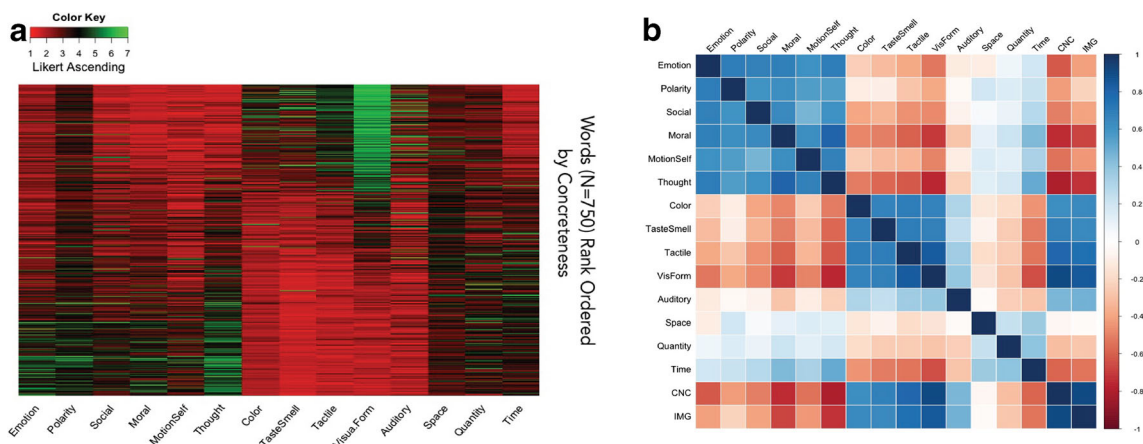 a
Color Key
1 2 3 4 5 6 7
Likert Ascending
Words (N=750) Rank Ordered
by Concreteness
Emotion
Polarity
Social
Moral
MotionSelf
Thought
Color
TasteSmell
Tactile
Visua.Form
Auditory
Space
Quantity
Time
b
Emotion
Polarity
Social
Moral
MotionSelf
Thought
Color
TasteSmell
Tactile
VisForm
Auditory
Space
Quantity
Time
CNC
IMG
Emotion
Polarity
Social
Moral
MotionSelf
Thought
Color
TasteSmell
Tactile
VisForm
Auditory
Space
Quantity
Time
CNC
IMG
1
0.8
0.6
0.4
0.2
0
-0.2
-0.4
-0.6
-0.8
-1